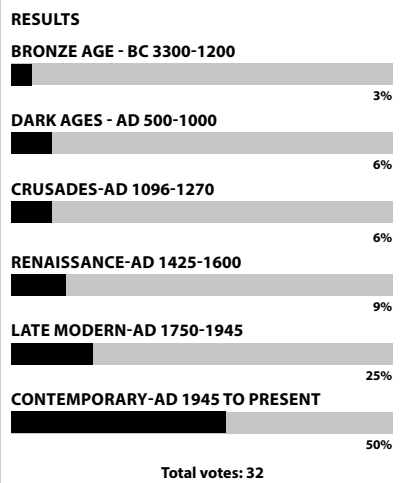 RESULTS
BRONZE AGE - BC 3300-1200
3%
DARK AGES - AD 500-1000
6%
CRUSADES-AD 1096-1270
6%
RENAISSANCE-AD 1425-1600
9%
LATE MODERN-AD 1750-1945
25%
CONTEMPORARY-AD 1945 TO PRESENT
50%
Total votes: 32